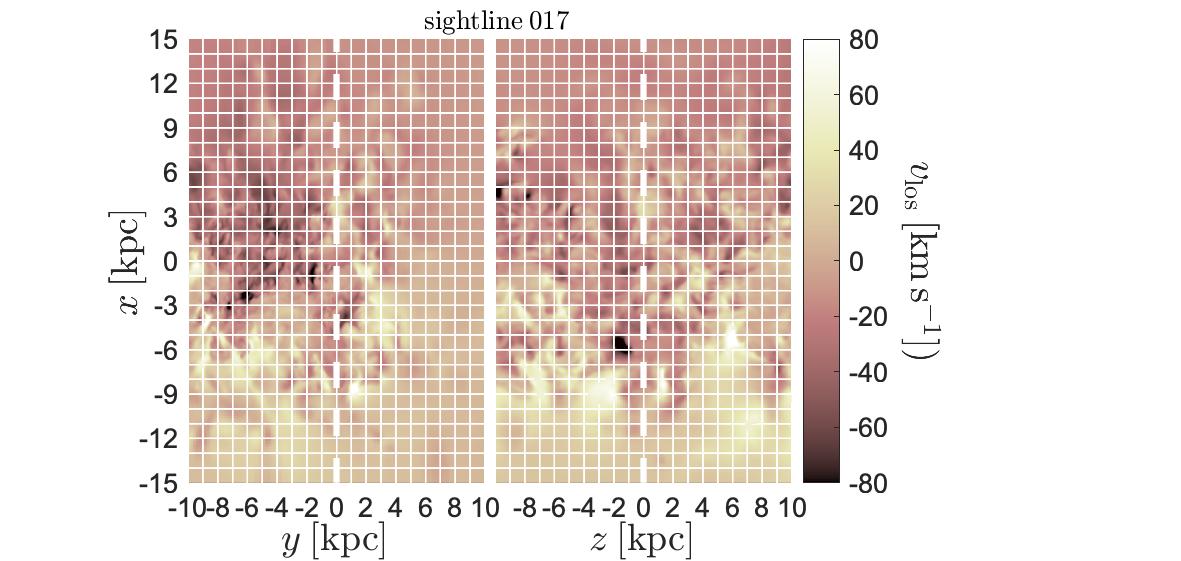 sightline 017
15
12
9
6
3
0
-3
-6
-9
-12
-15
x [kpc]
-10 -8 -6 -4 -2 0 2 4 6 8 10
y [kpc]
-8 -6 -4 -2 0 2 4 6 8 10
z [kpc]
80
60
40
20
0
-20
-40
-60
-80
v_los [km s^−1])